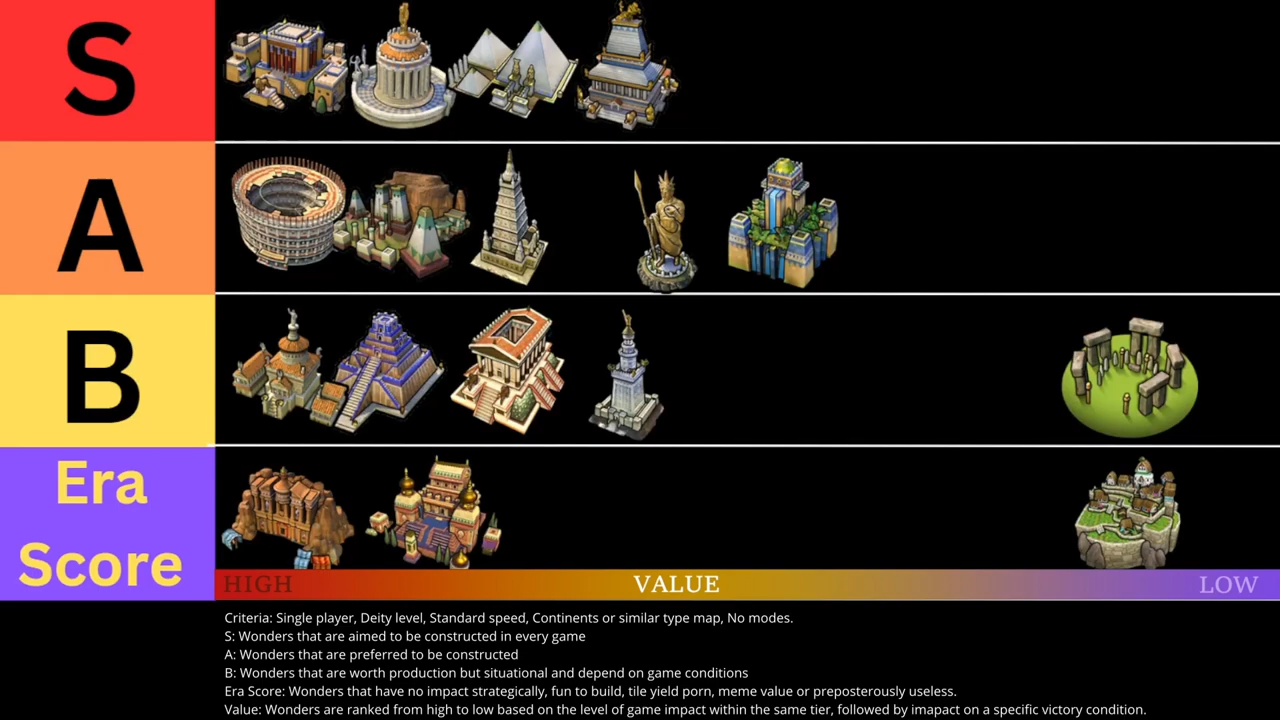 S
A
B
Era
Score
HIGH VALUE LOW
Criteria: Single player, Deity level, Standard speed, Continents or similar type map, No modes.
S: Wonders that are aimed to be constructed in every game
A: Wonders that are preferred to be constructed
B: Wonders that are worth production but situational and depend on game conditions
Era Score: Wonders that have no impact strategically, fun to build, tile yield porn, meme value or preposterously useless.
Value: Wonders are ranked from high to low based on the level of game impact within the same tier, followed by imapact on a specific victory condition.